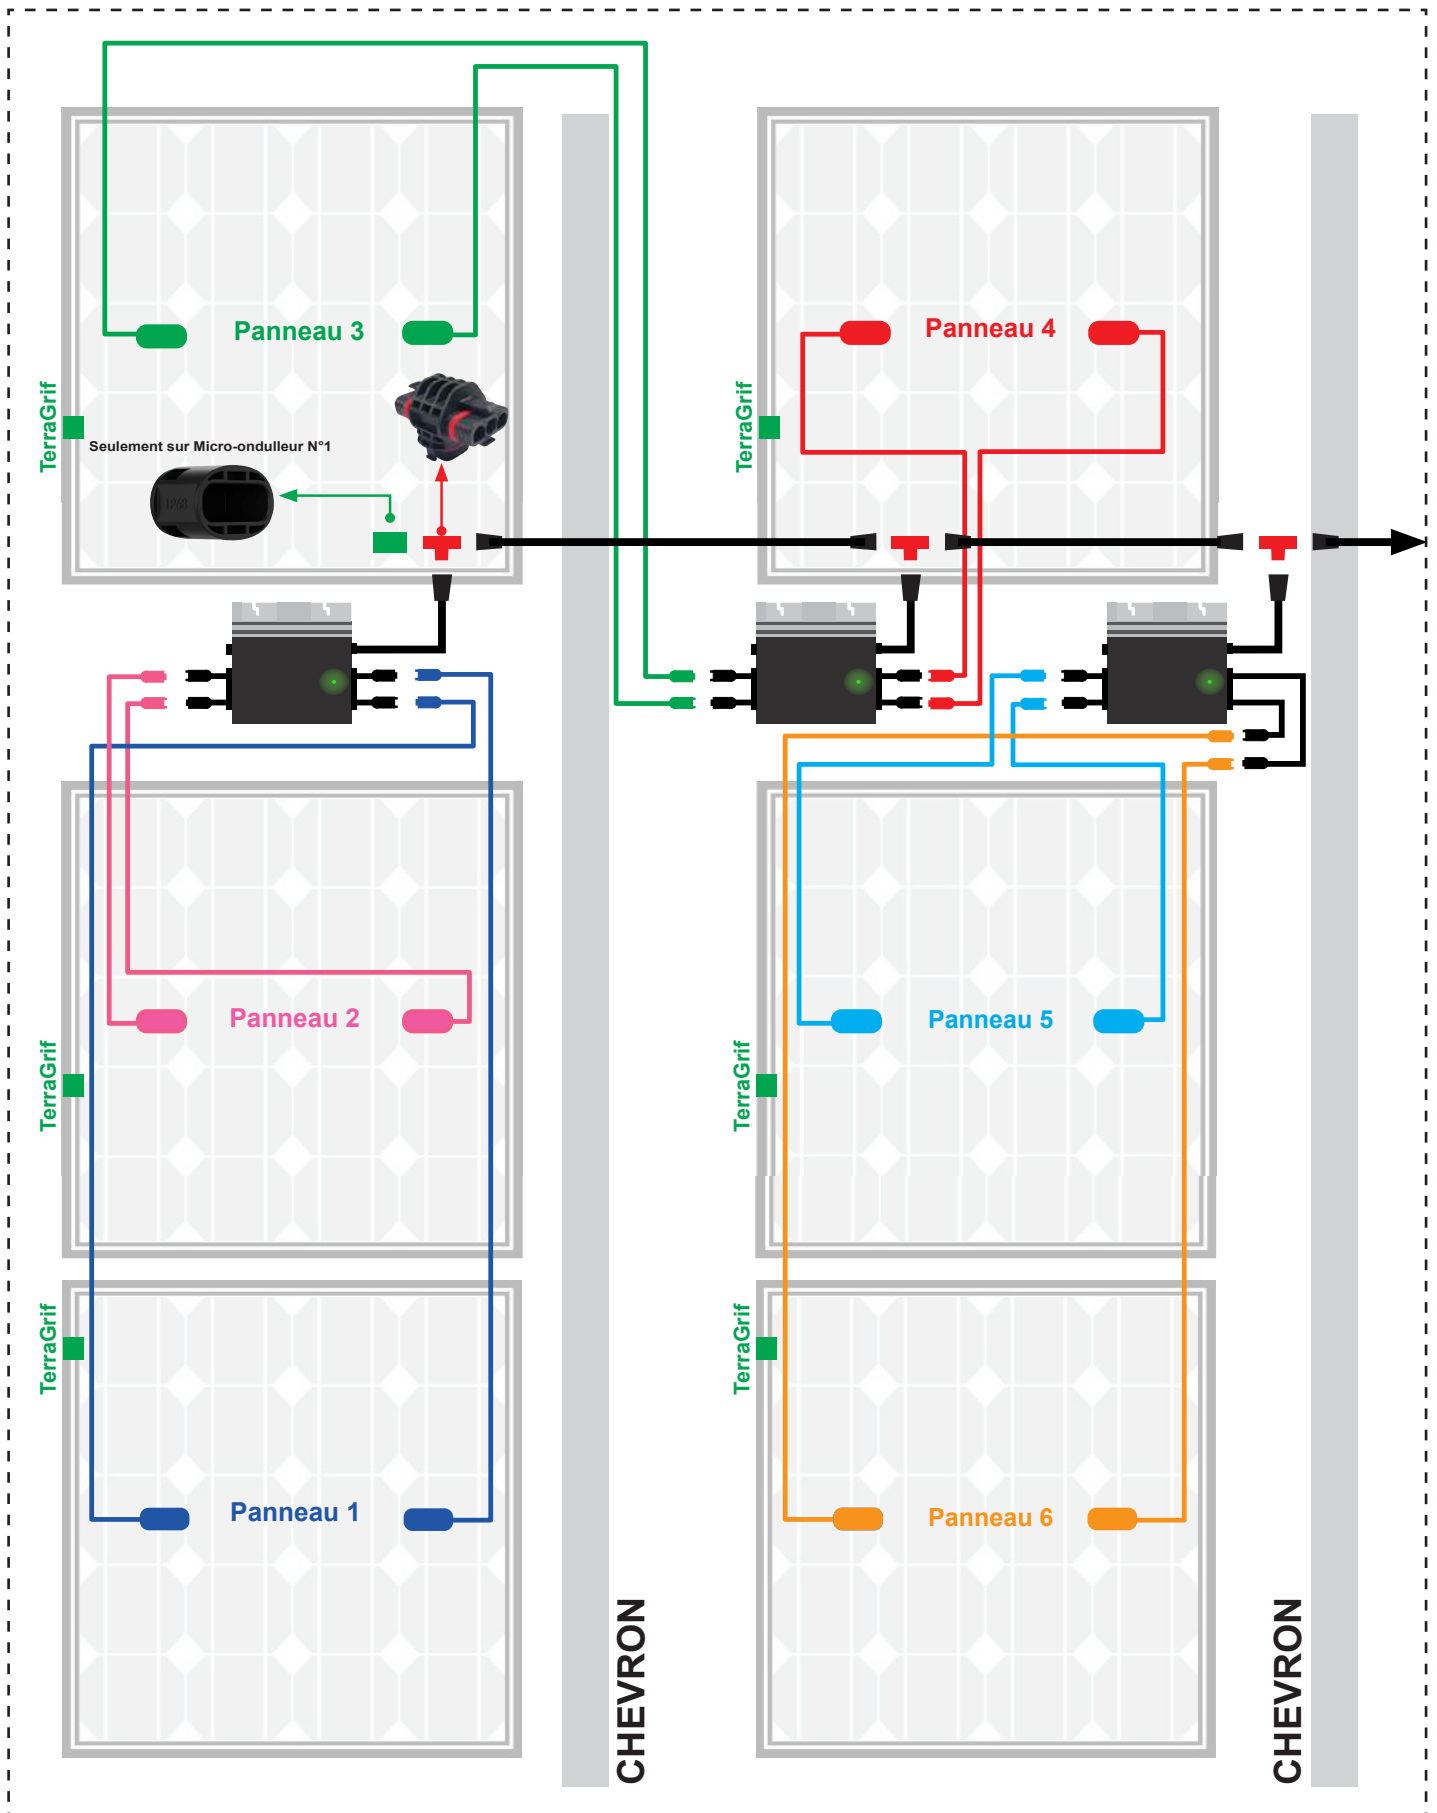 Panneau 3
Panneau 4
TerraGrif
TerraGrif
Seulement sur Micro-ondulleur N°1
Panneau 2
Panneau 5
TerraGrif
TerraGrif
TerraGrif
TerraGrif
Panneau 1
Panneau 6
CHEVRON
CHEVRON